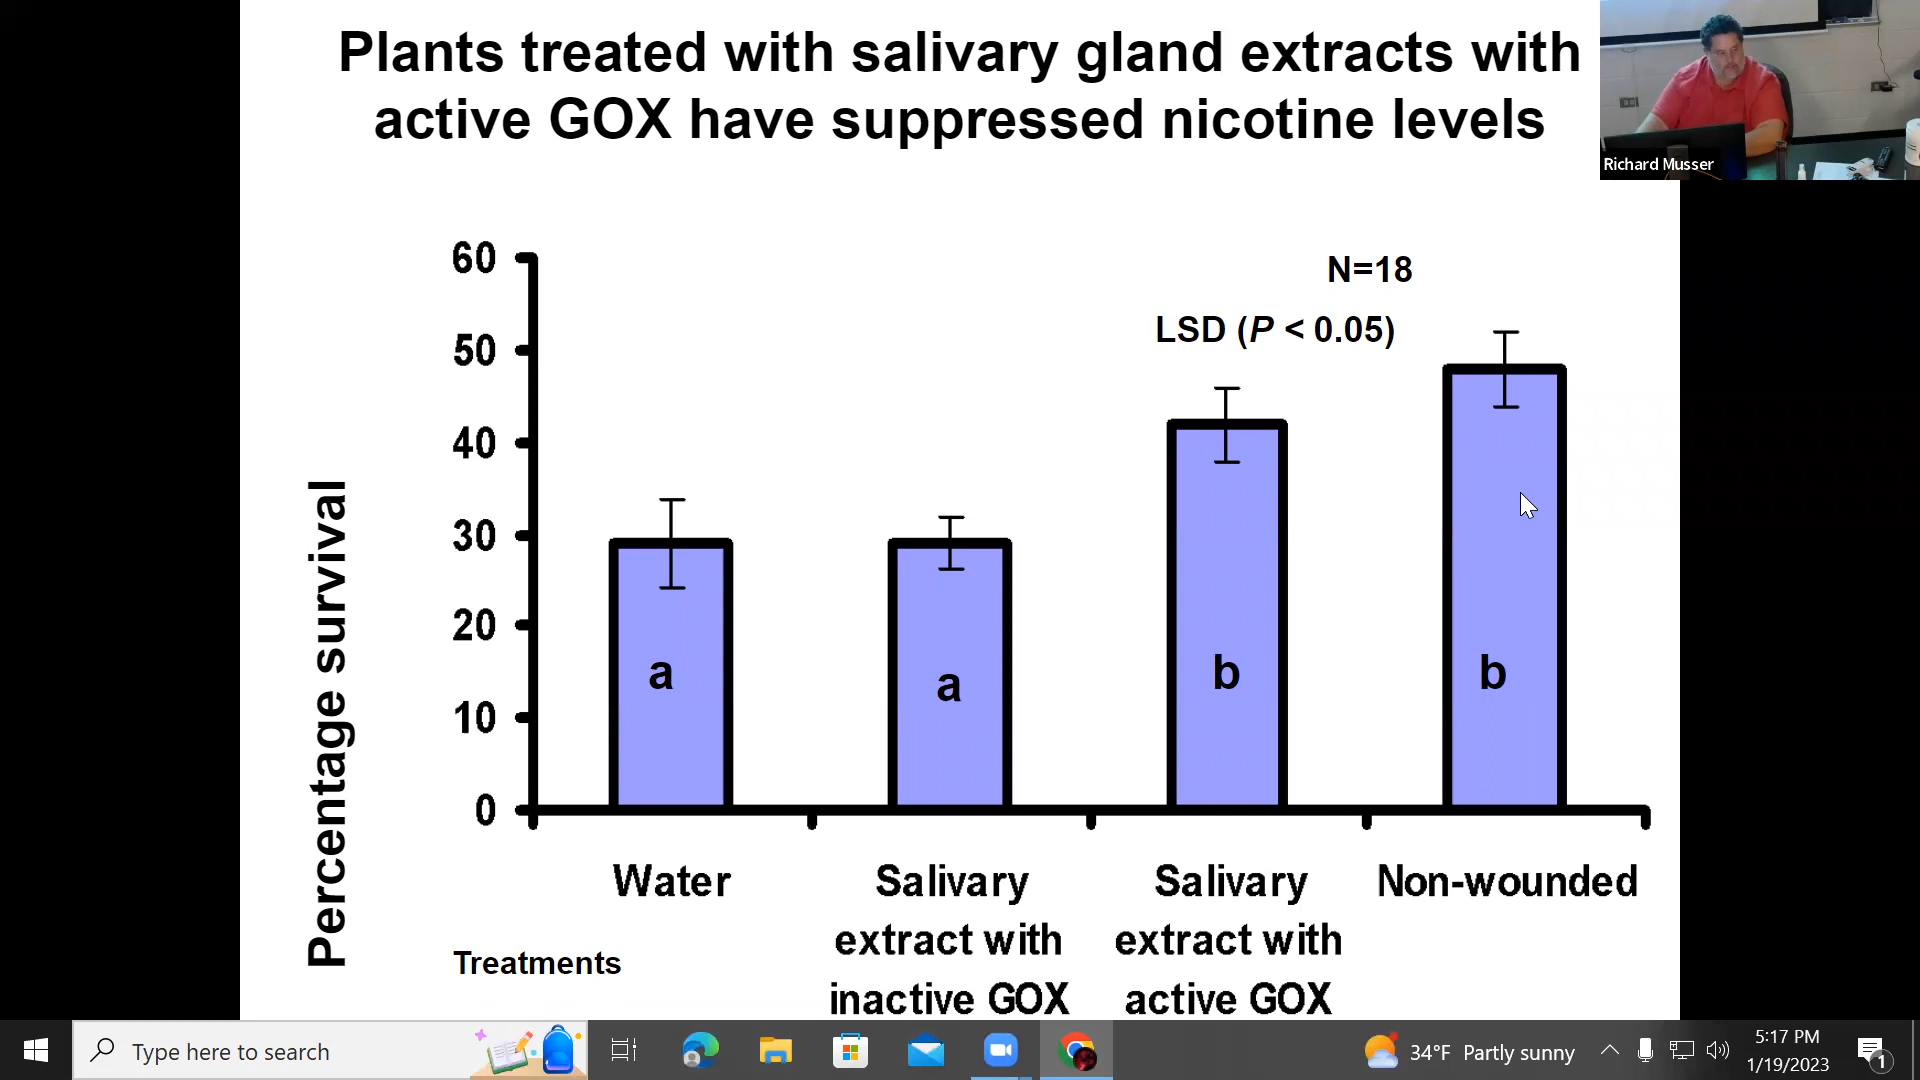 Plants treated with salivary gland extracts with
active GOX have suppressed nicotine levels
Richard Musser
N=18
LSD (P < 0.05)
Percentage survival
60
50
40
30
20
10
0
a
a
b
b
Water
Salivary
extract with
inactive GOX
Salivary
extract with
active GOX
Non-wounded
Treatments
Type here to search
34°F Partly sunny
5:17 PM
1/19/2023
1